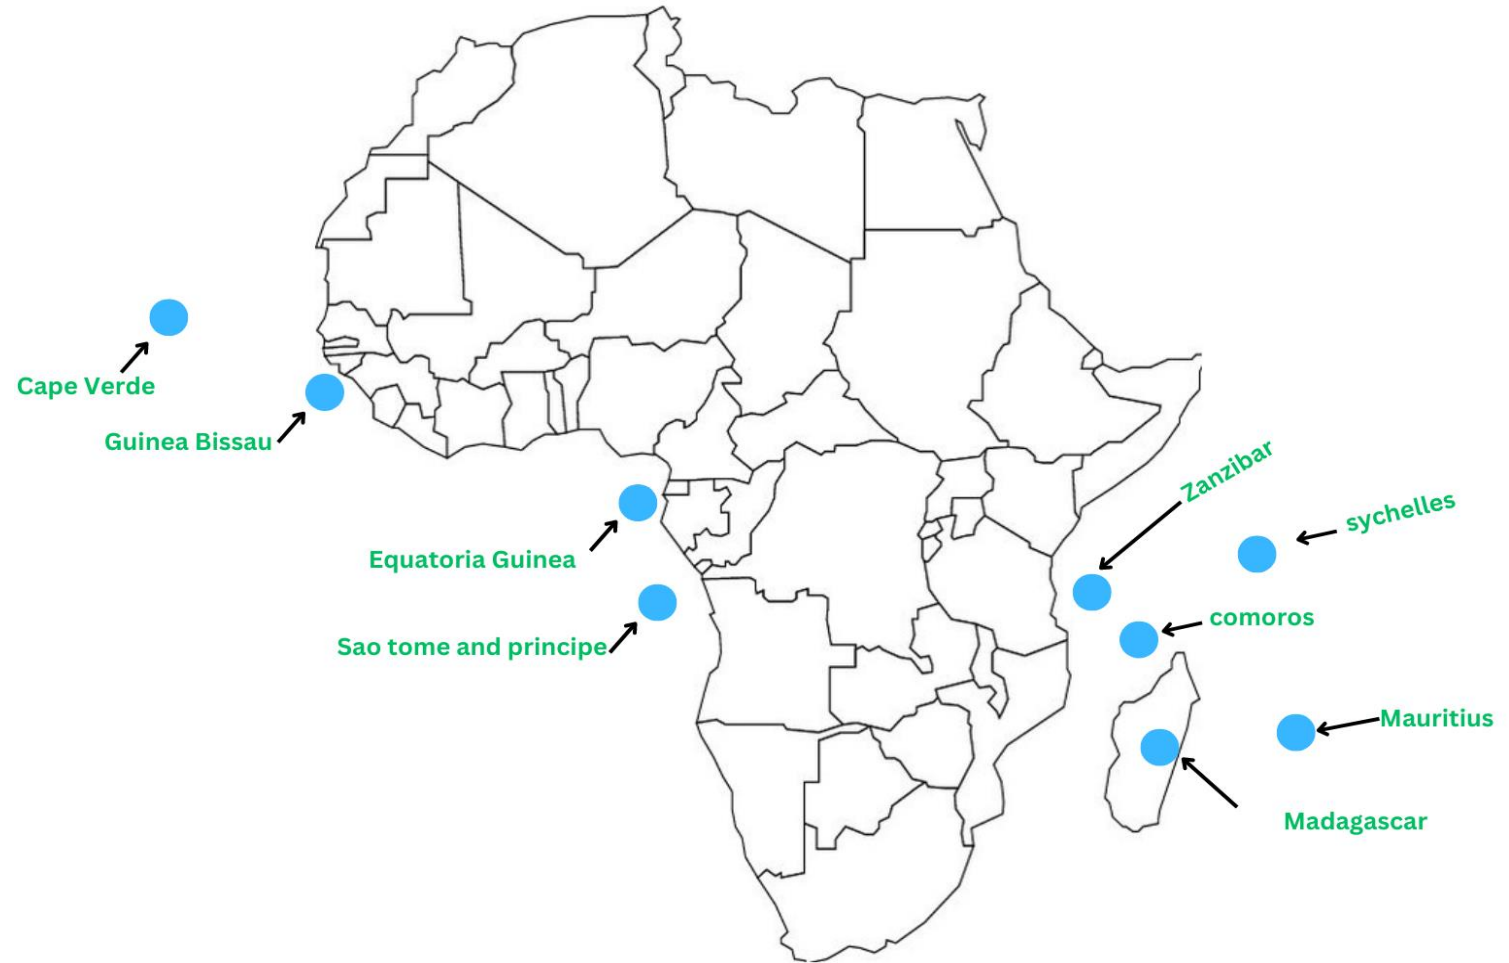 Cape Verde
Guinea Bissau
Zanzibar
sychelles
Equatoria Guinea
comoros
Sao tome and principe
Mauritius
Madagascar